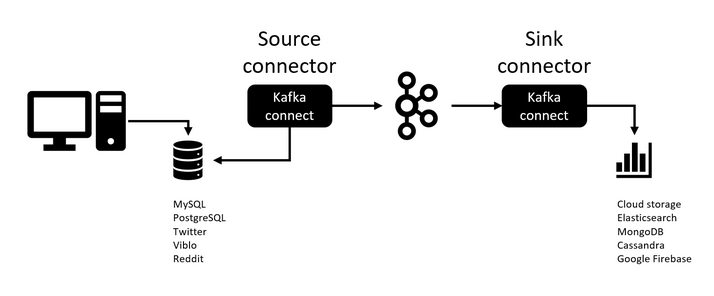 Source
connector
Sink
connector
Kafka
connect
Kafka
connect
MySQL
PostgreSQL
Twitter
Viblo
Reddit
Cloud storage
Elasticsearch
MongoDB
Cassandra
Google Firebase